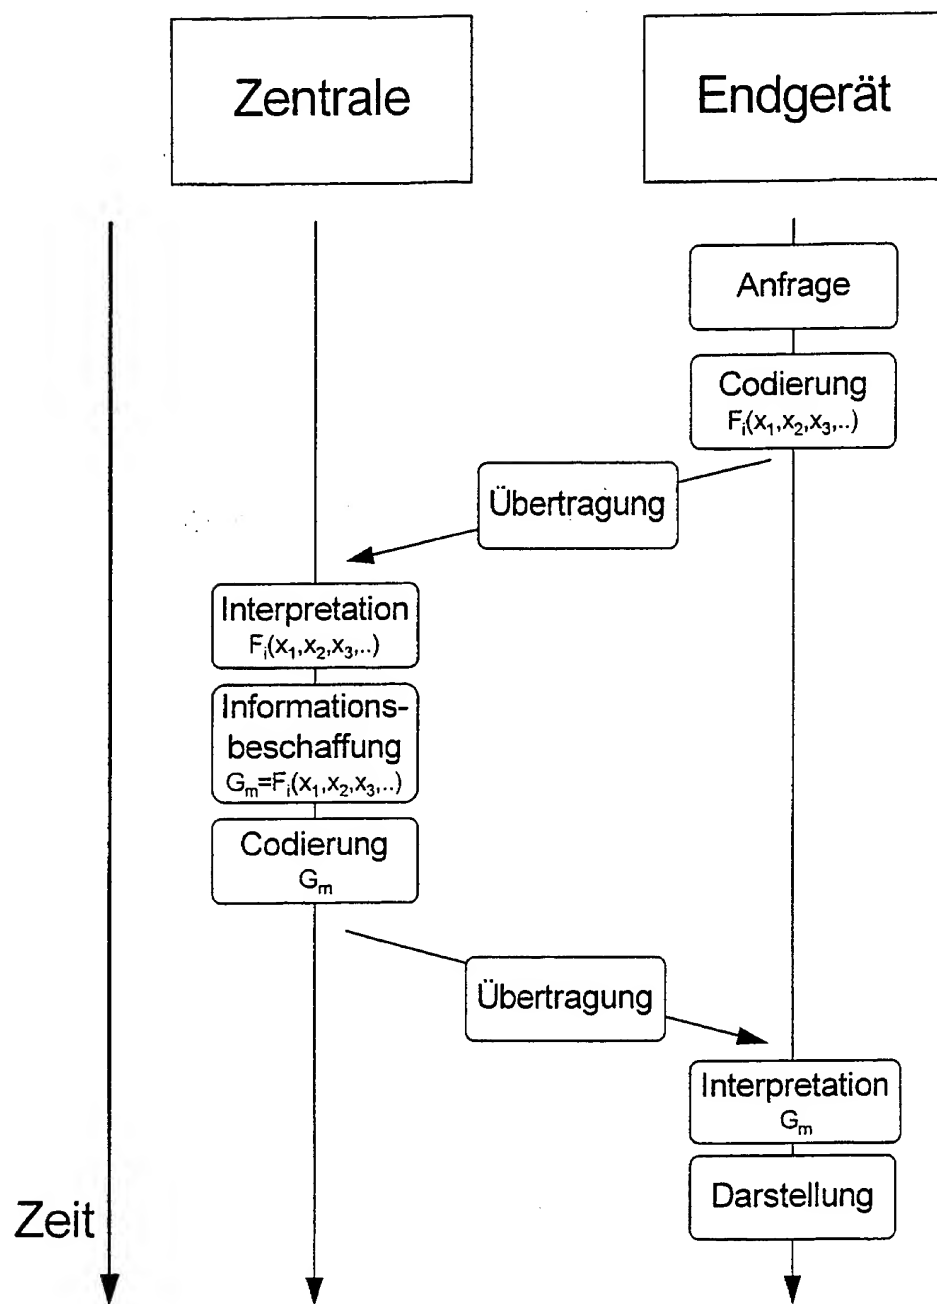 Zentrale
Endgerät
Anfrage
Codierung
Fᵢ(x₁,x₂,x₃,..)
Übertragung
Interpretation
Fᵢ(x₁,x₂,x₃,..)
Informations-
beschaffung
Gₘ=Fᵢ(x₁,x₂,x₃,..)
Codierung
Gₘ
Übertragung
Interpretation
Gₘ
Darstellung
Zeit